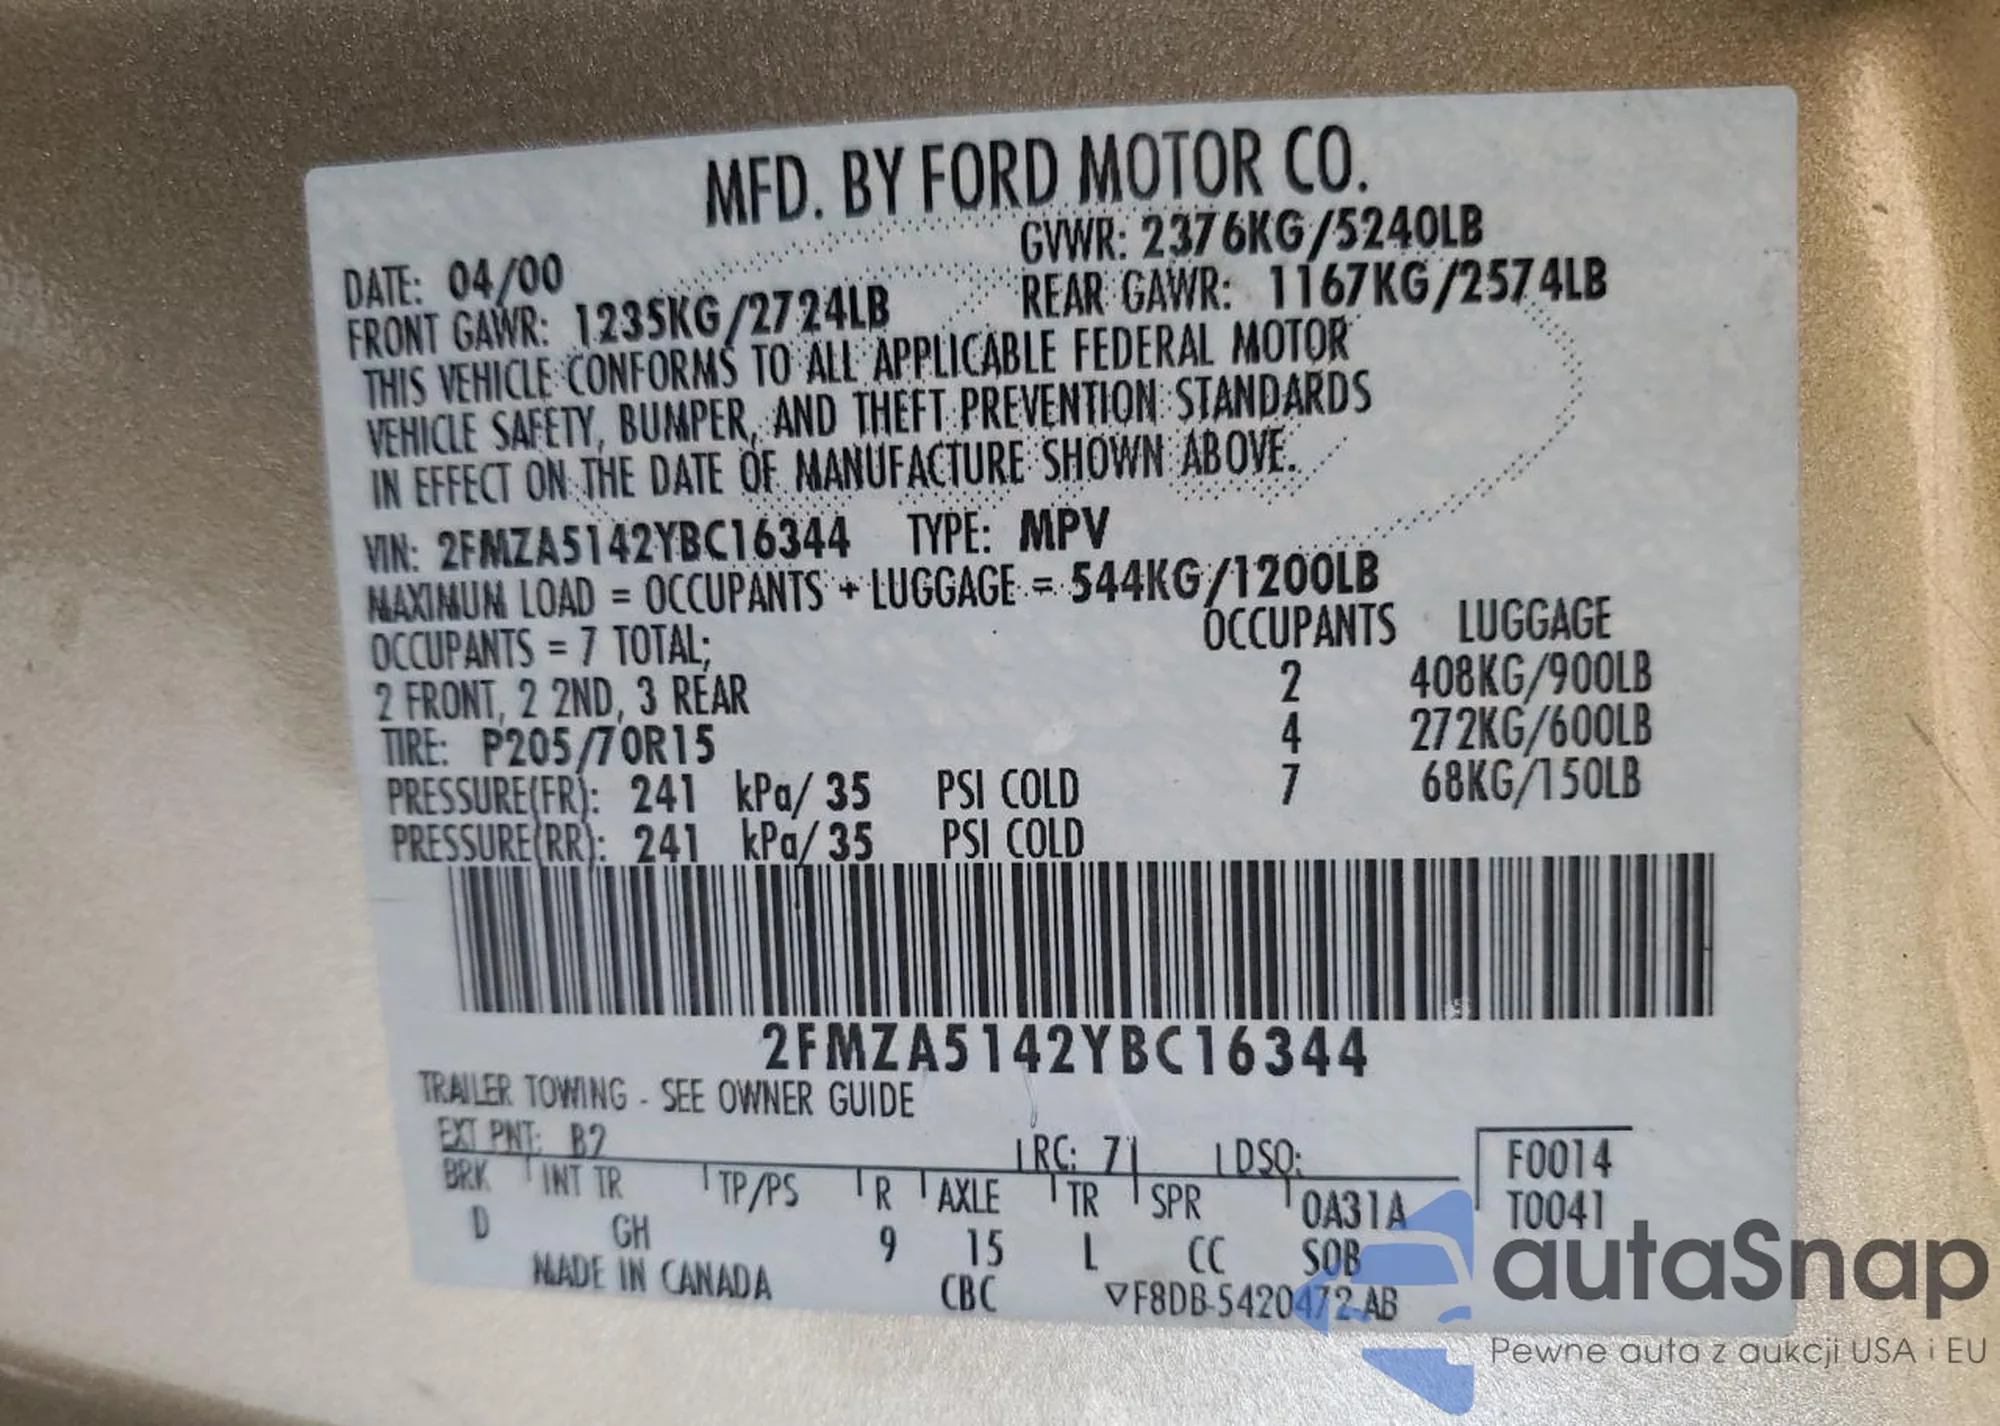 MFD. BY FORD MOTOR CO.
DATE: 04/00 GVWR: 2376KG/5240LB
FRONT GAWR: 1235KG/2724LB REAR GAWR: 1167KG/2574LB
THIS VEHICLE CONFORMS TO ALL APPLICABLE FEDERAL MOTOR
VEHICLE SAFETY, BUMPER, AND THEFT PREVENTION STANDARDS
IN EFFECT ON THE DATE OF MANUFACTURE SHOWN ABOVE.
VIN: 2FMZA5142YBC16344 TYPE: MPV
MAXIMUM LOAD = OCCUPANTS + LUGGAGE = 544KG/1200LB
OCCUPANTS = 7 TOTAL; OCCUPANTS LUGGAGE
2 FRONT, 2 2ND, 3 REAR 2 408KG/900LB
TIRE: P205/70R15 4 272KG/600LB
PRESSURE(FR): 241 kPa/ 35 PSI COLD 7 68KG/150LB
PRESSURE(RR): 241 kPa/ 35 PSI COLD
2FMZA5142YBC16344
TRAILER TOWING - SEE OWNER GUIDE
EXT PNT: B2 RC: 71 DSO: F0014
BRK INT TR TP/PS R AXLE TR SPR 0A31A T0041
D GH 9 15 L CC SOB
MADE IN CANADA CBC ▽F8DB-5420472-AB
autaSnap
Pewne auta z aukcji USA i EU